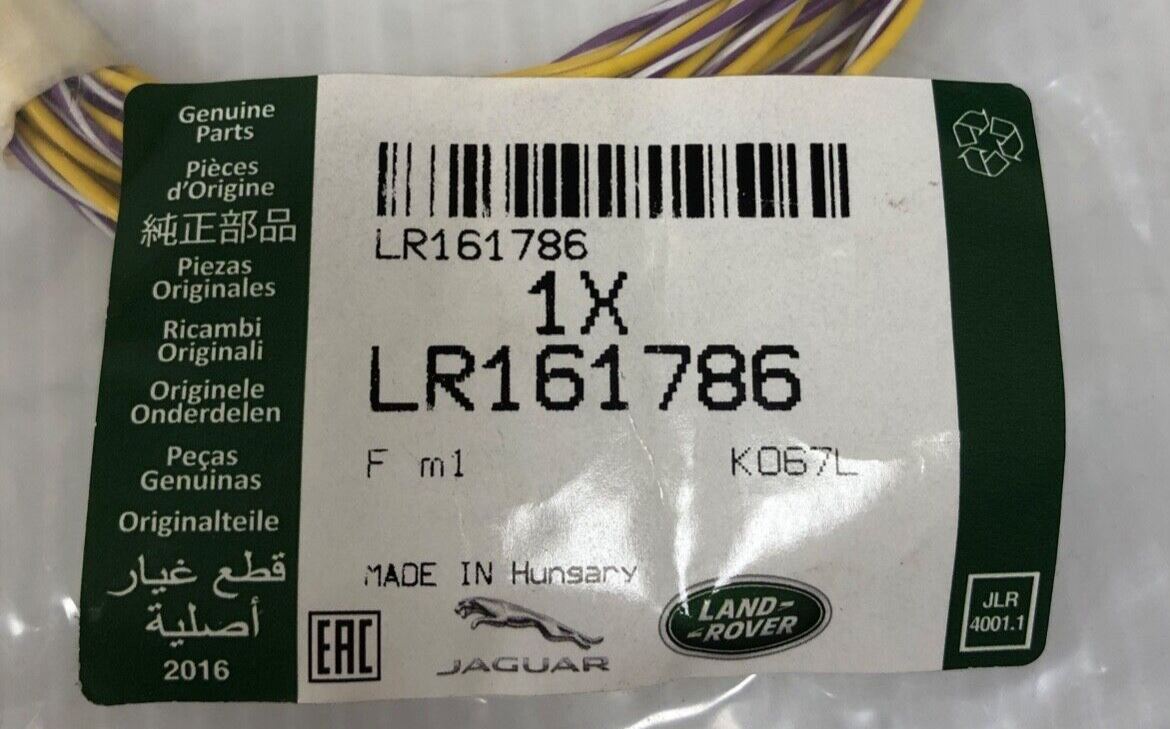 Genuine
Parts
Pièces
d'Origine
純正部品
Piezas
Originales
Ricambi
Originali
Originele
Onderdelen
Peças
Genuinas
Originalteile
قطع غيار
أصلية
2016
LR161786
1X
LR161786
F m1 K067L
MADE IN Hungary
EAC
JAGUAR
LAND-
-ROVER
JLR
4001.1